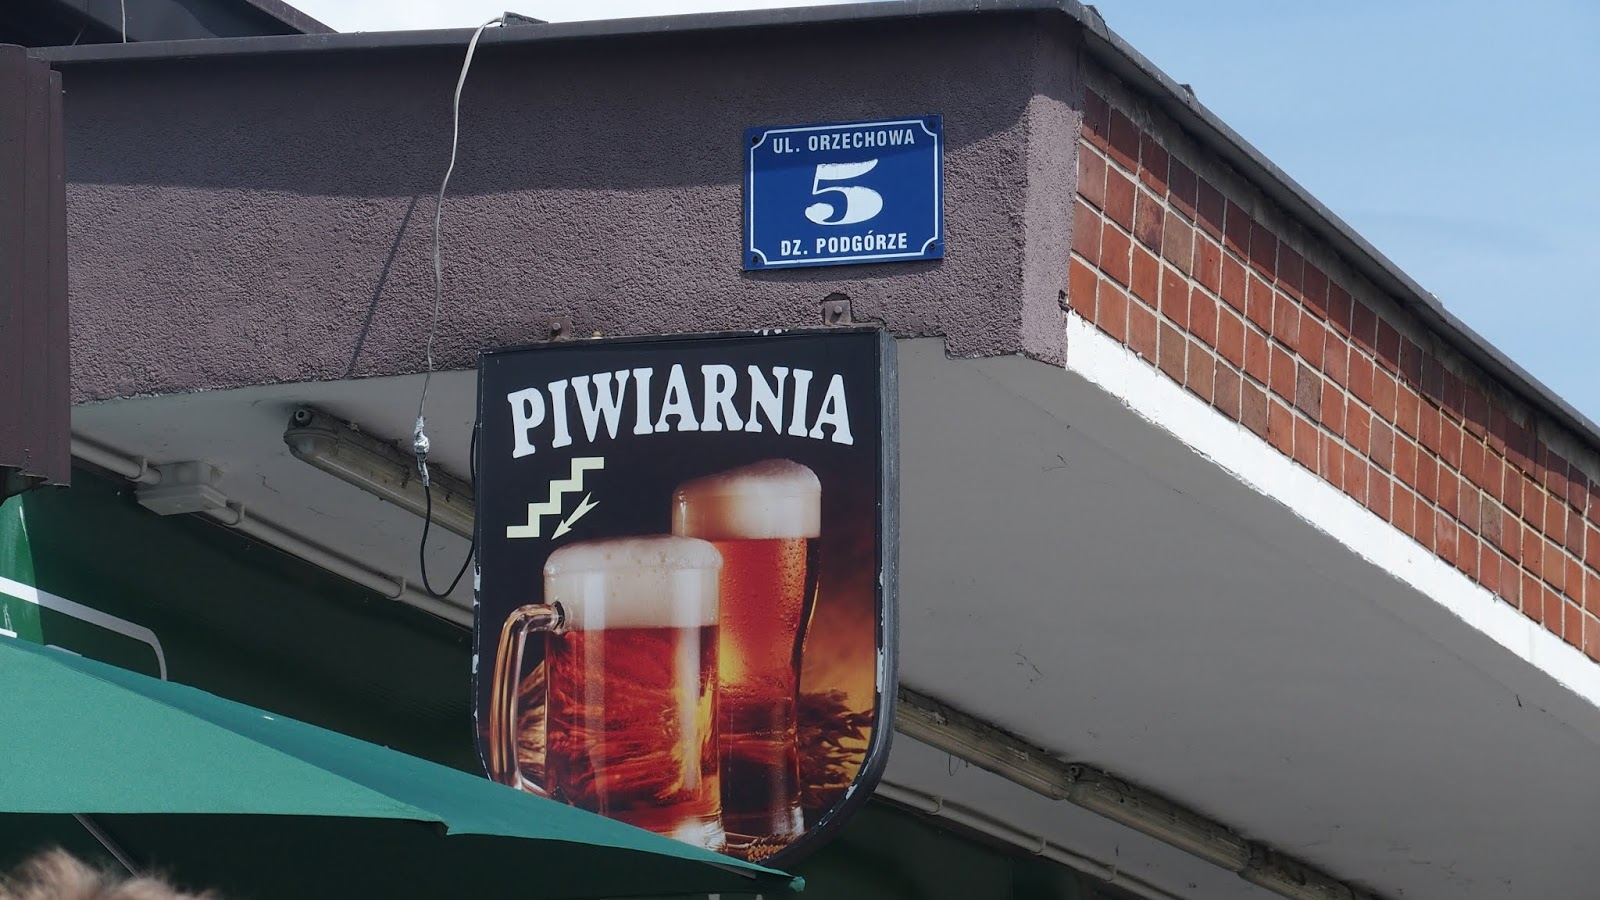 UL. ORZECHOWA
5
DZ. PODGÓRZE
PIWIARNIA